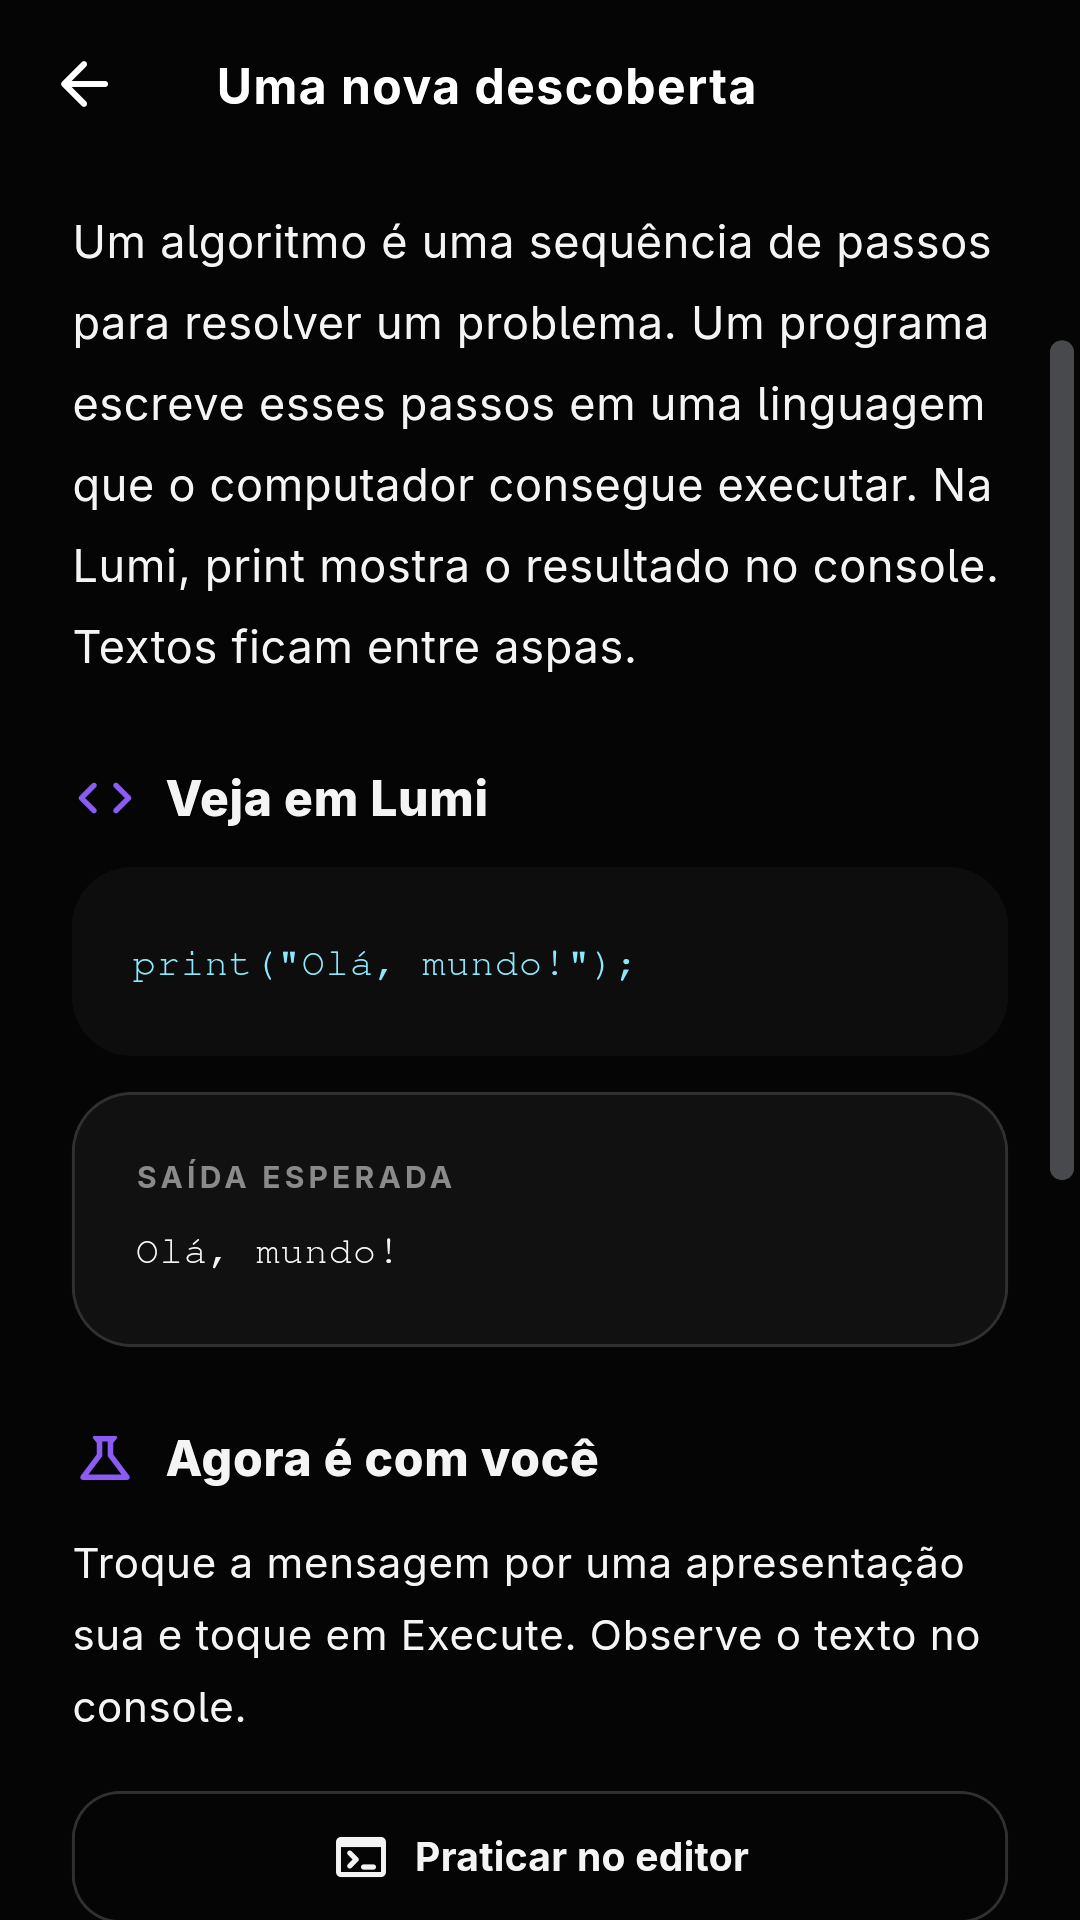 Uma nova descoberta
Um algoritmo é uma sequência de passos
para resolver um problema. Um programa
escreve esses passos em uma linguagem
que o computador consegue executar. Na
Lumi, print mostra o resultado no console.
Textos ficam entre aspas.
Veja em Lumi
print("Olá, mundo!");
SAÍDA ESPERADA
Olá, mundo!
Agora é com você
Troque a mensagem por uma apresentação
sua e toque em Execute. Observe o texto no
console.
Praticar no editor